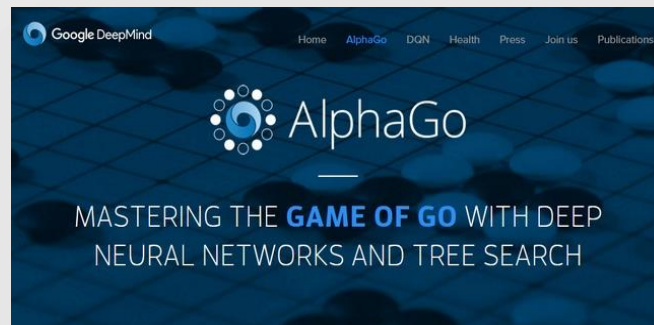 Google DeepMind
Home AlphaGo DQN Health Press Join us Publications
AlphaGo
MASTERING THE GAME OF GO WITH DEEP
NEURAL NETWORKS AND TREE SEARCH